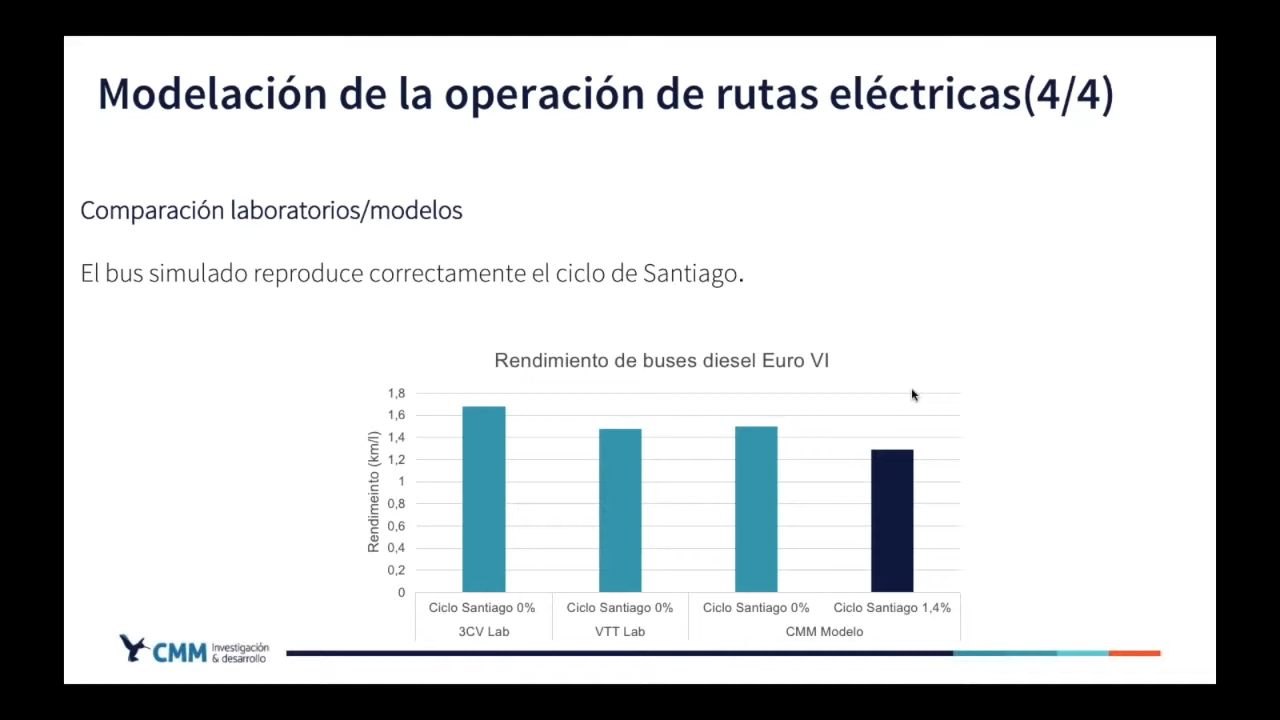 Modelación de la operación de rutas eléctricas(4/4)
Comparación laboratorios/modelos
El bus simulado reproduce correctamente el ciclo de Santiago.
Rendimiento de buses diesel Euro VI
Rendimeinto (km/l)
1,8
1,6
1,4
1,2
1
0,8
0,6
0,4
0,2
0
Ciclo Santiago 0%
Ciclo Santiago 0%
Ciclo Santiago 0%
Ciclo Santiago 1,4%
3CV Lab
VTT Lab
CMM Modelo
CMM Investigación
& desarrollo